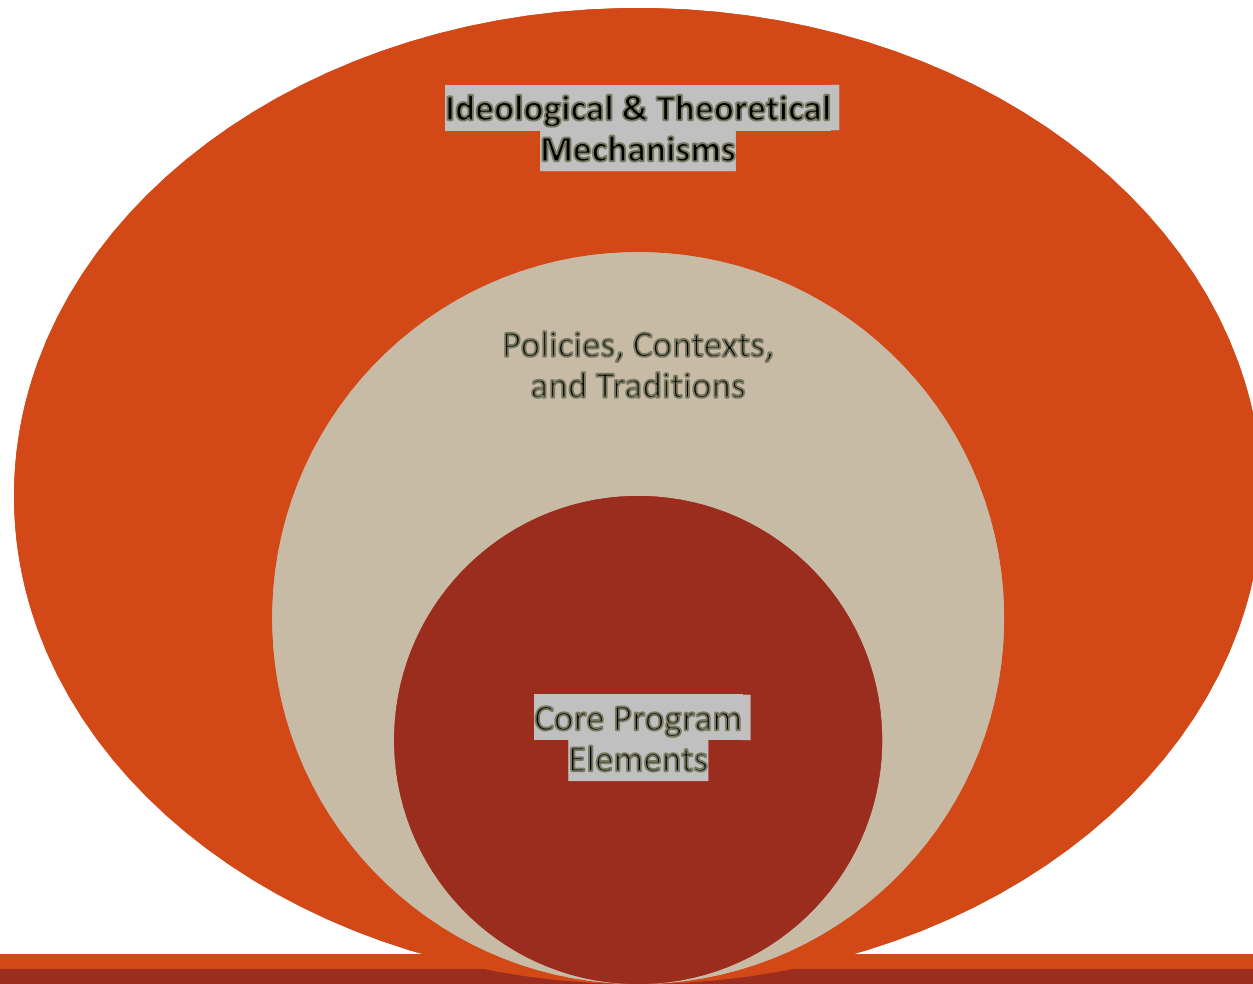 Ideological & Theoretical
Mechanisms
Policies, Contexts,
and Traditions
Core Program
Elements